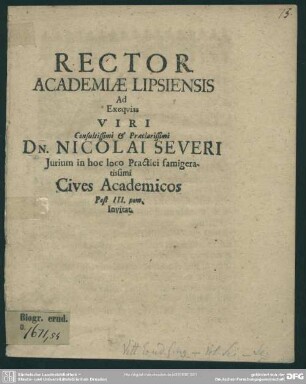 15.
RECTOR
ACADEMIÆ LIPSIENSIS
Ad
Exequias
VIRI
Consultissimi & Præclarissimi
DN. NICOLAI SEVERI
Jurium in hoc loco Practici famigera-
tissimi
Cives Academicos
Post III. pom.
Invitat.
Biogr. erud.
D.
1671,55